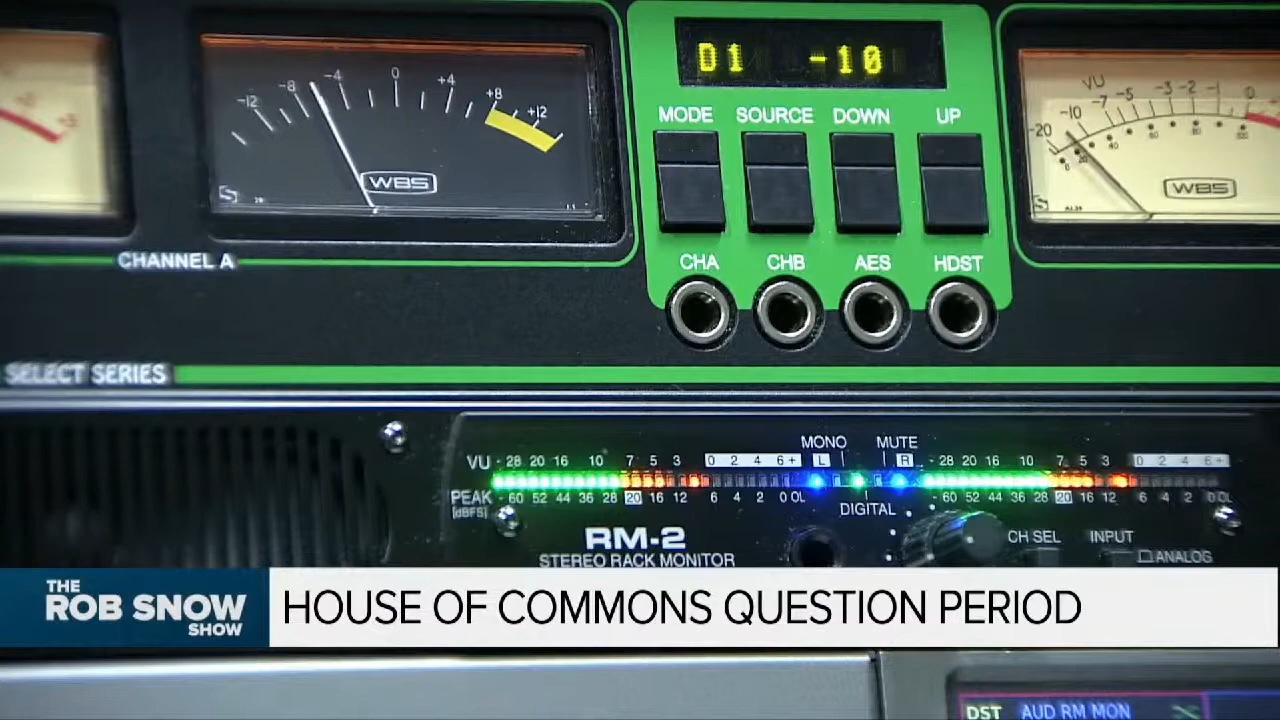 -12 -8 -4 0 +4 +8 +12
WBS
CHANNEL A
D1 -10
MODE SOURCE DOWN UP
CHA CHB AES HDST
VU
-20 -10 -7 -5 -3 -2 -1 0
WBS
SELECT SERIES
MONO MUTE
VU - 28 20 16 10 7 5 3 0 2 4 6+ L R - 28 20 16 10 7 5 3 0 2 4 6+
PEAK - 60 52 44 36 28 20 16 12 6 4 2 0 OL - 60 52 44 36 28 20 16 12 6 4 2 0 OL
[dBFS]
DIGITAL
RM-2
STEREO RACK MONITOR
CH SEL INPUT
ANALOG
THE
ROB SNOW
SHOW
HOUSE OF COMMONS QUESTION PERIOD
DST AUD RM MON